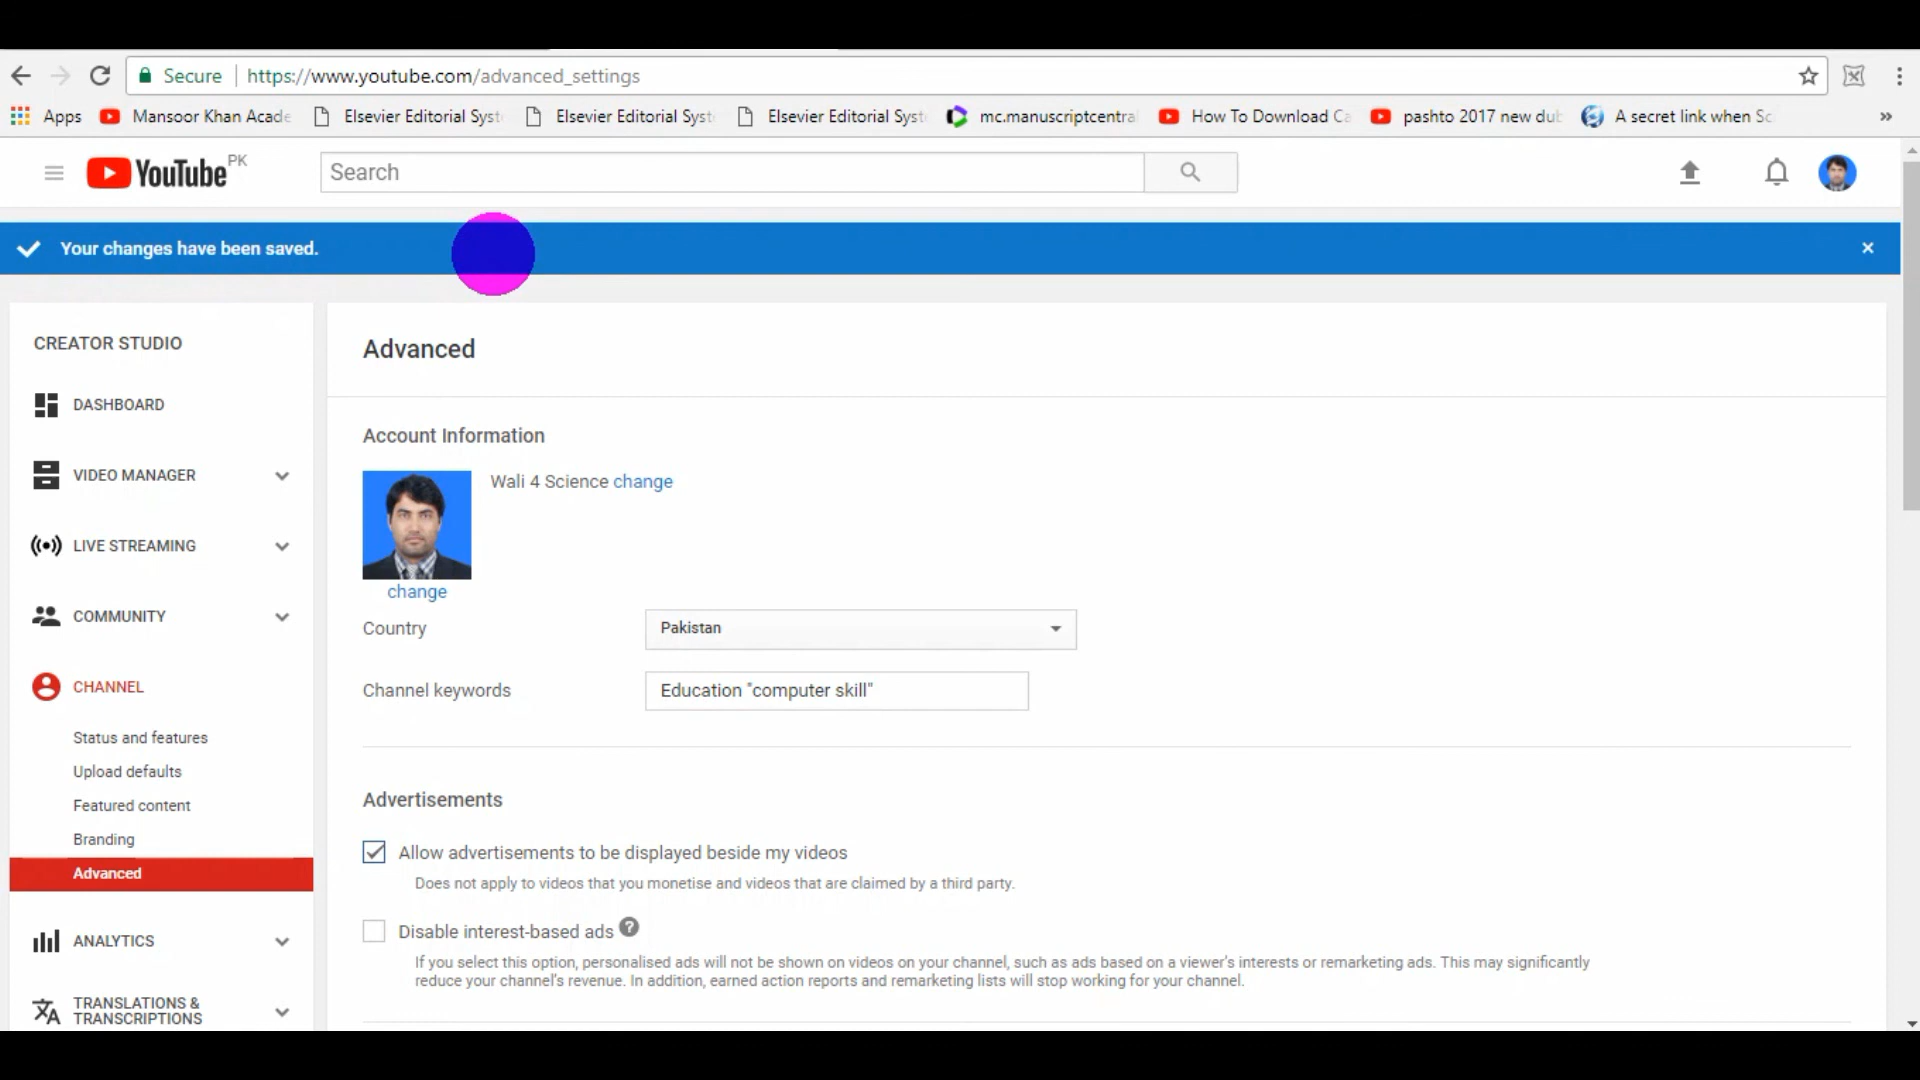 Secure https://www.youtube.com/advanced_settings
Apps Mansoor Khan Acade Elsevier Editorial Syst Elsevier Editorial Syst Elsevier Editorial Syst mc.manuscriptcentra How To Download Ca pashto 2017 new dub A secret link when Sc »
YouTube PK Search
Your changes have been saved.
CREATOR STUDIO
DASHBOARD
VIDEO MANAGER
LIVE STREAMING
COMMUNITY
CHANNEL
Status and features
Upload defaults
Featured content
Branding
Advanced
ANALYTICS
TRANSLATIONS &
TRANSCRIPTIONS
Advanced
Account Information
Wali 4 Science change
change
Country Pakistan
Channel keywords Education "computer skill"
Advertisements
Allow advertisements to be displayed beside my videos
Does not apply to videos that you monetise and videos that are claimed by a third party.
Disable interest-based ads ?
If you select this option, personalised ads will not be shown on videos on your channel, such as ads based on a viewer's interests or remarketing ads. This may significantly
reduce your channel's revenue. In addition, earned action reports and remarketing lists will stop working for your channel.